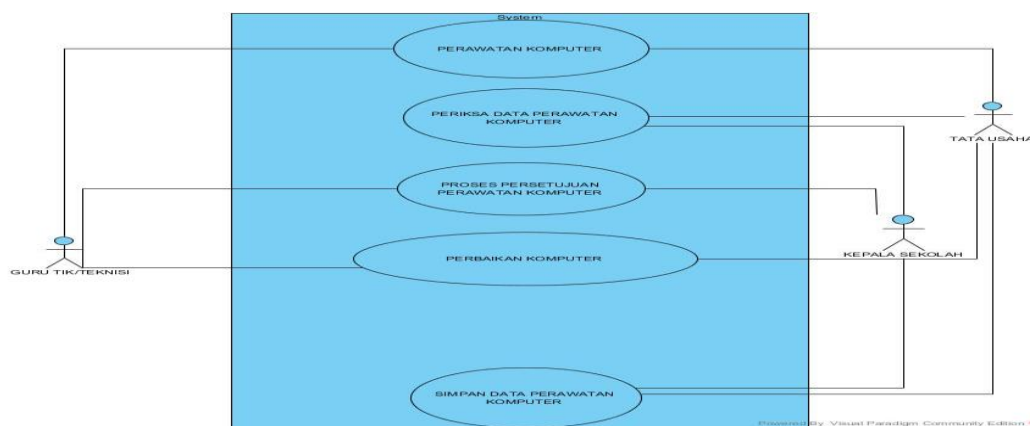 System
PERAWATAN KOMPUTER
PERIKSA DATA PERAWATAN
KOMPUTER
TATA USAHA
PROSES PERSETUJUAN
PERAWATAN KOMPUTER
KEPALA SEKOLAH
GURU TIK/TEKNISI
PERBAIKAN KOMPUTER
SIMPAN DATA PERAWATAN
KOMPUTER
Powered By Visual Paradigm Community Edition